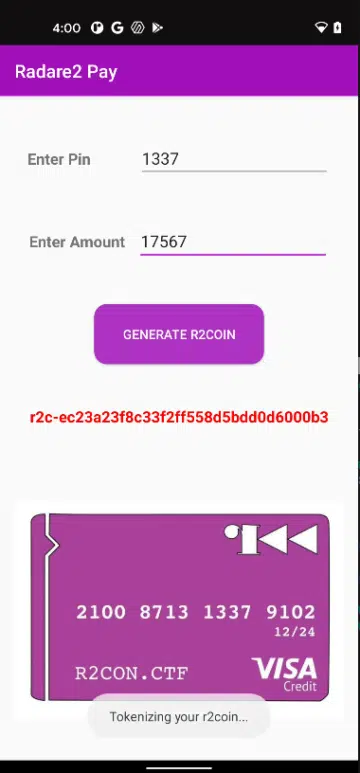 4:00
Radare2 Pay
Enter Pin 1337
Enter Amount 17567
GENERATE R2COIN
r2c-ec23a23f8c33f2ff558d5bdd0d6000b3
2100 8713 1337 9102
12/24
R2CON.CTF VISA
Credit
Tokenizing your r2coin...